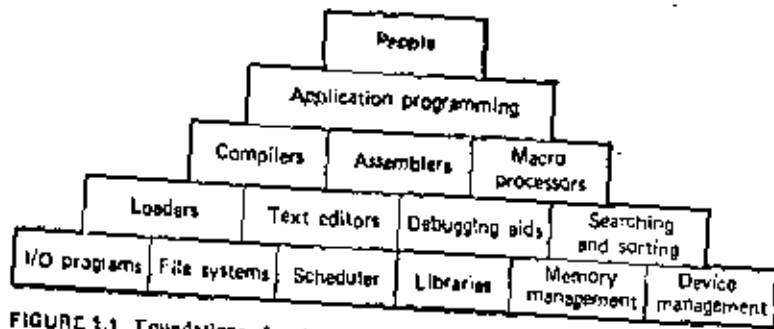 People
Application programming
Compilers Assemblers Macro processors
Loaders Text editors Debugging aids Searching and sorting
I/O programs File systems Scheduler Libraries Memory management Device management
FIGURE 1.1